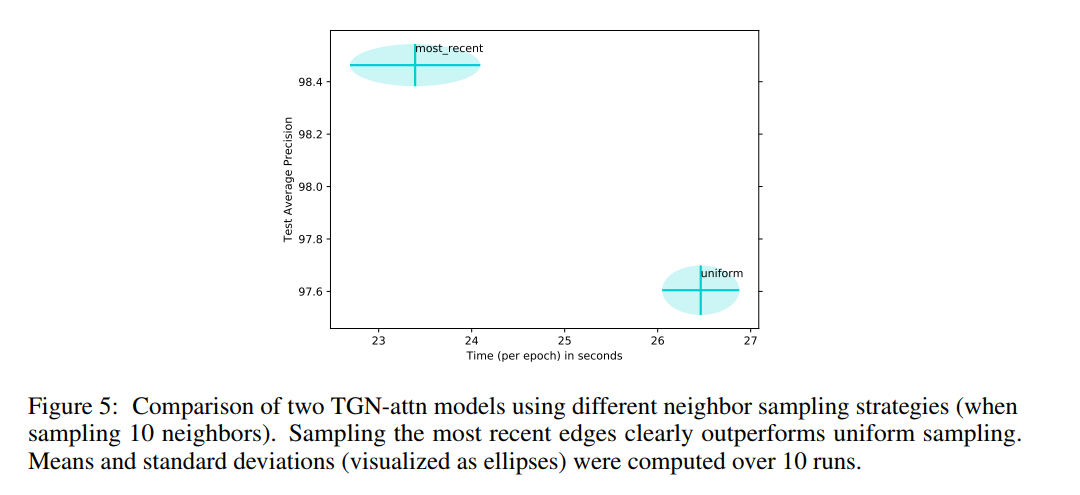 most_recent
98.4
98.2
98.0
97.8
97.6
Test Average Precision
uniform
23 24 25 26 27
Time (per epoch) in seconds
Figure 5: Comparison of two TGN-attn models using different neighbor sampling strategies (when
sampling 10 neighbors). Sampling the most recent edges clearly outperforms uniform sampling.
Means and standard deviations (visualized as ellipses) were computed over 10 runs.